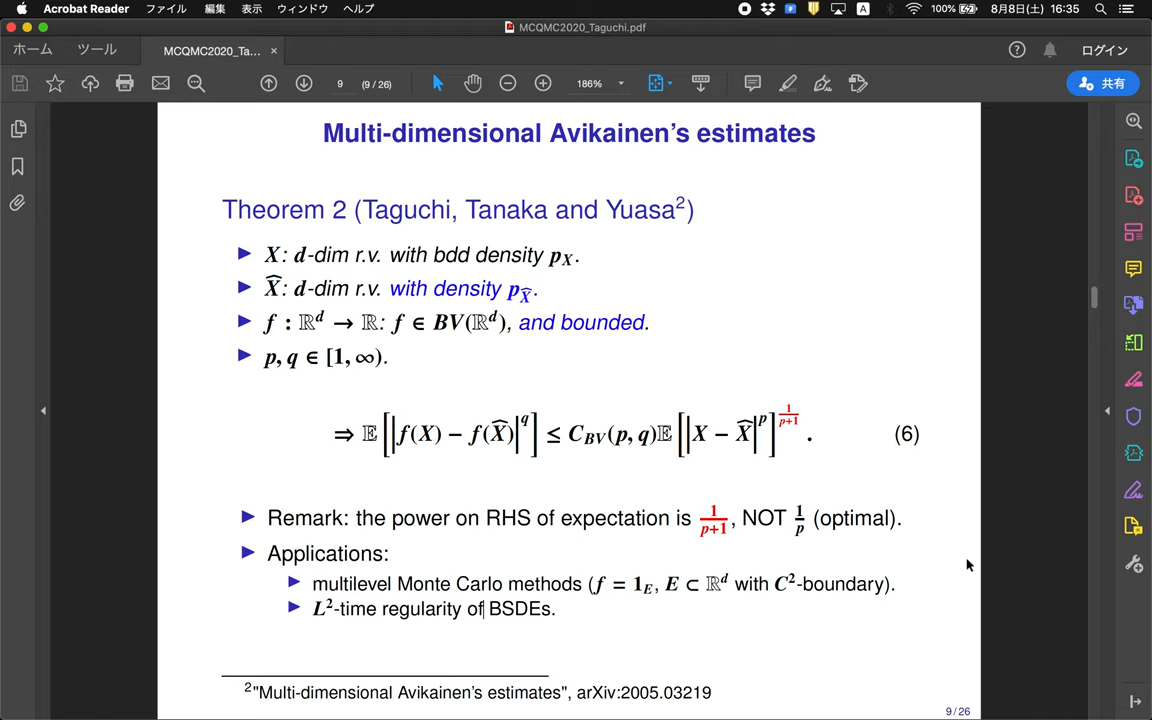 Acrobat Reader ファイル 編集 表示 ウィンドウ ヘルプ A 100% 8月8日(土) 16:35
MCQMC2020_Taguchi.pdf
ホーム ツール MCQMC2020_Ta... × ? ログイン
9 (9 / 26) 186% 共有
Multi-dimensional Avikainen's estimates
Theorem 2 (Taguchi, Tanaka and Yuasa²)
▶ X: d-dim r.v. with bdd density p_X.
▶ X̂: d-dim r.v. with density p_X̂.
▶ f : ℝ^d → ℝ: f ∈ BV(ℝ^d), and bounded.
▶ p, q ∈ [1, ∞).
⇒ 𝔼[|f(X) − f(X̂)|^q] ≤ C_BV(p, q)𝔼[|X − X̂|^p]^{1/(p+1)}. (6)
▶ Remark: the power on RHS of expectation is 1/(p+1), NOT 1/p (optimal).
▶ Applications:
▶ multilevel Monte Carlo methods (f = 1_E, E ⊂ ℝ^d with C²-boundary).
▶ L²-time regularity of BSDEs.
²"Multi-dimensional Avikainen's estimates", arXiv:2005.03219
9 / 26